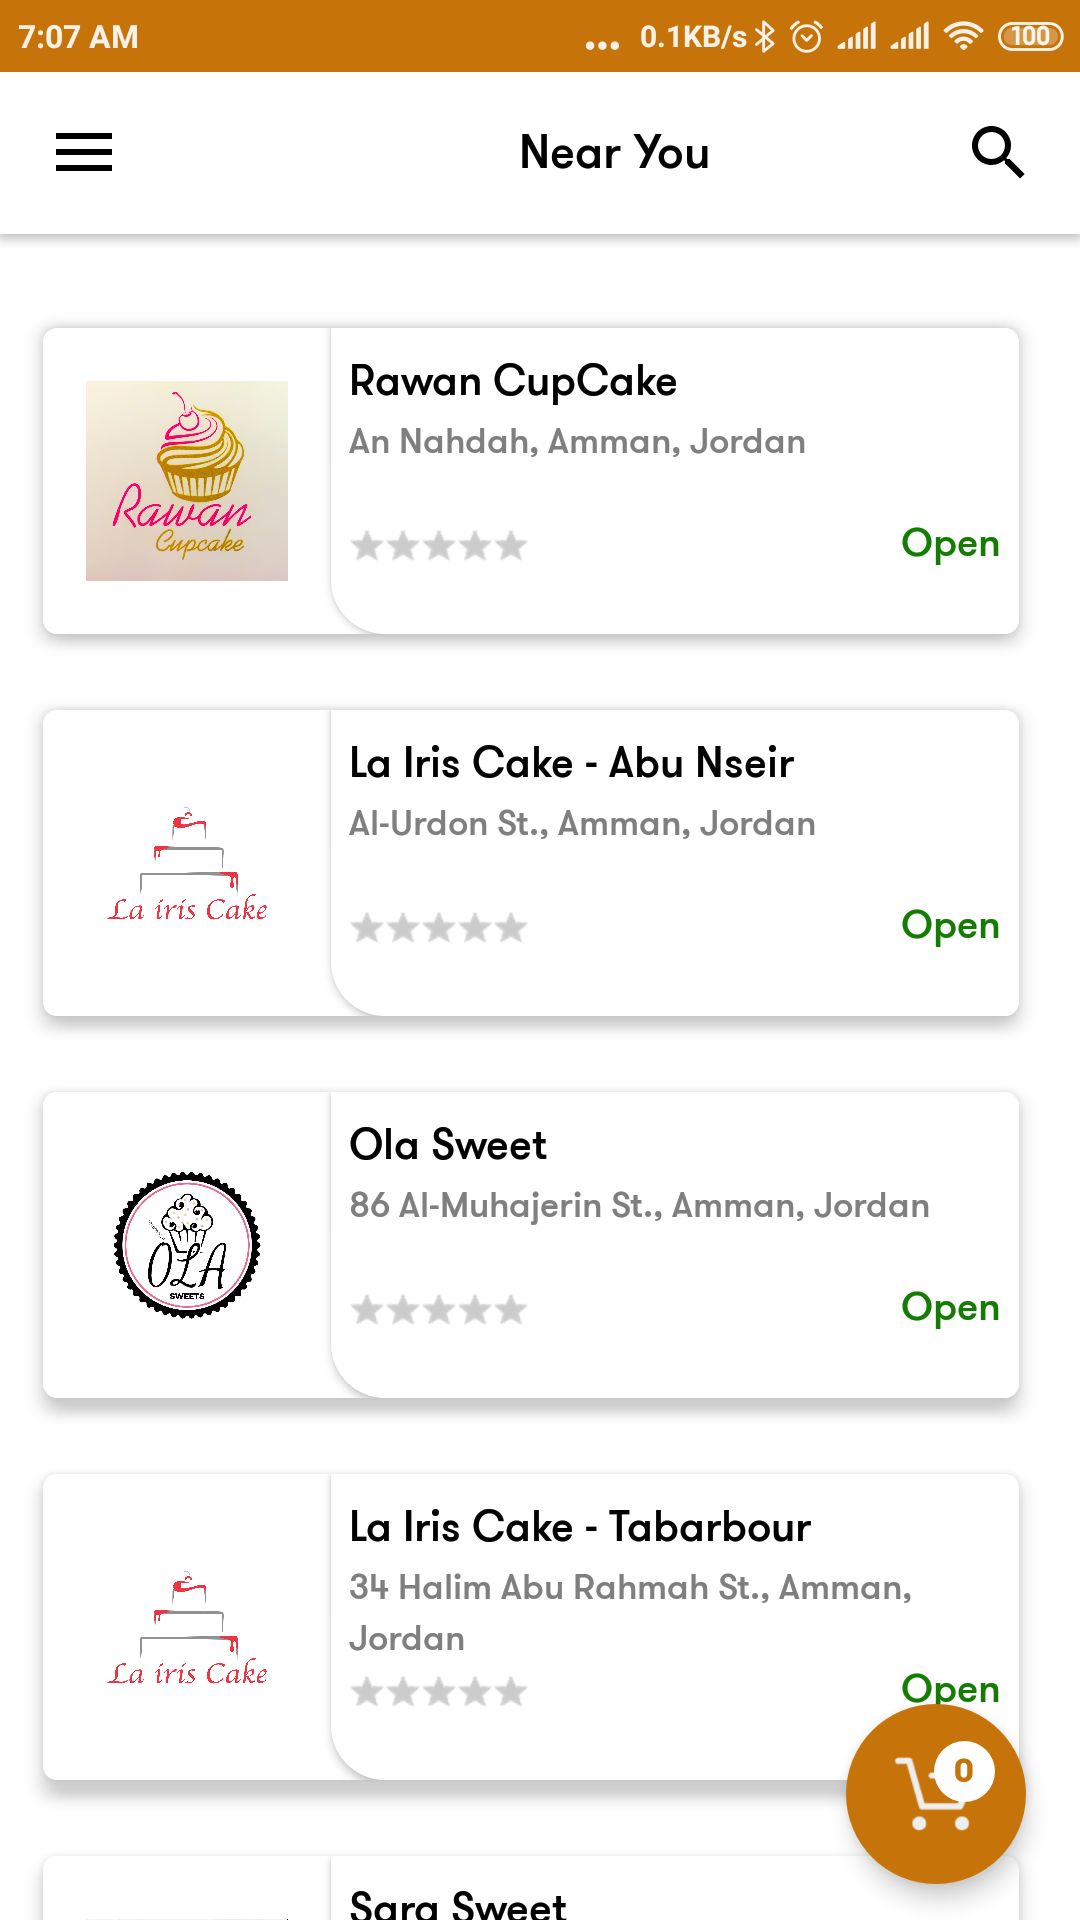 7:07 AM
... 0.1KB/s 100
Near You
Rawan CupCake
An Nahdah, Amman, Jordan
Rawan
Cupcake
Open
La Iris Cake - Abu Nseir
Al-Urdon St., Amman, Jordan
La iris Cake
Open
Ola Sweet
86 Al-Muhajerin St., Amman, Jordan
OLA
SWEETS
Open
La Iris Cake - Tabarbour
34 Halim Abu Rahmah St., Amman,
Jordan
La iris Cake
Open
0
Sara Sweet